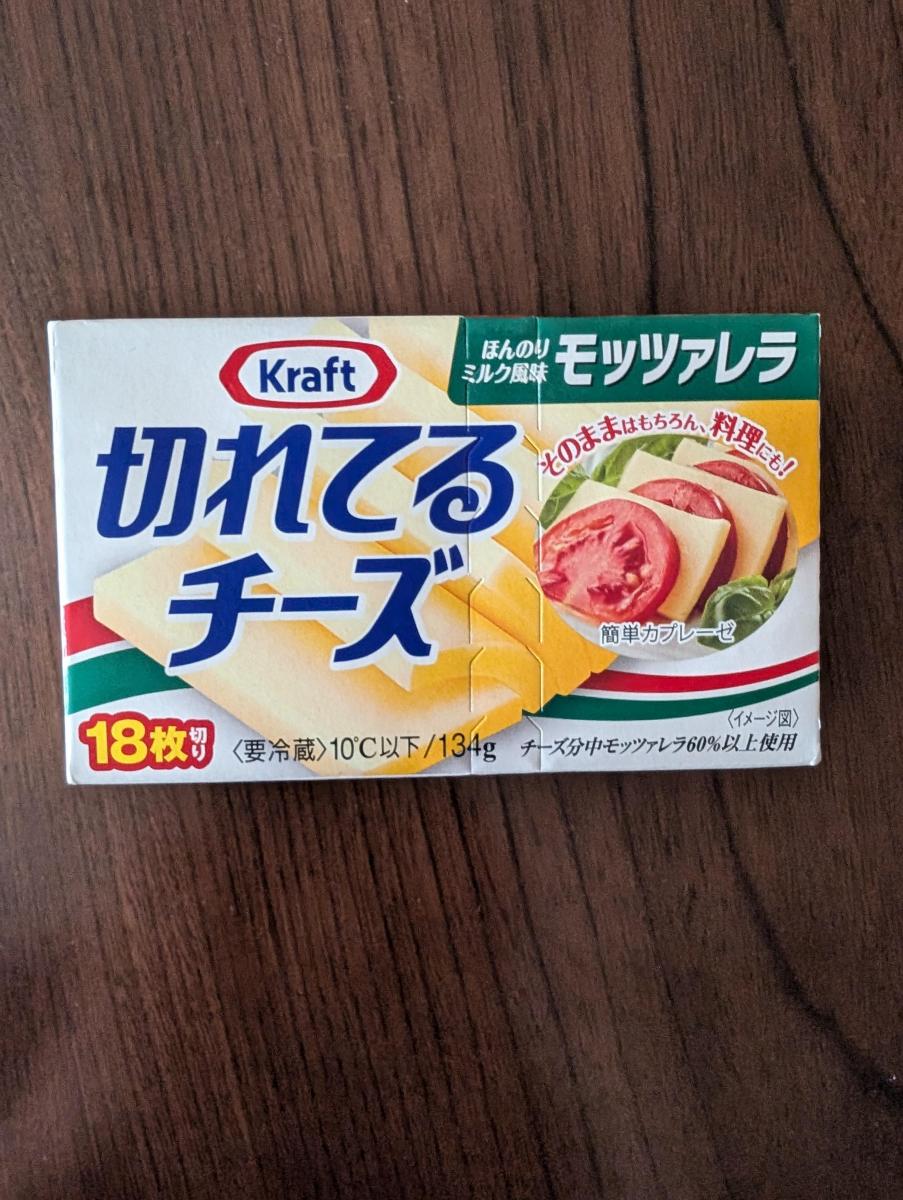 Kraft
ほんのり
ミルク風味
モッツァレラ
切れてる
チーズ
そのままはもちろん、料理にも!
簡単カプレーゼ
〈イメージ図〉
18枚切り
〈要冷蔵〉10℃以下/134g
チーズ分中モッツァレラ60%以上使用